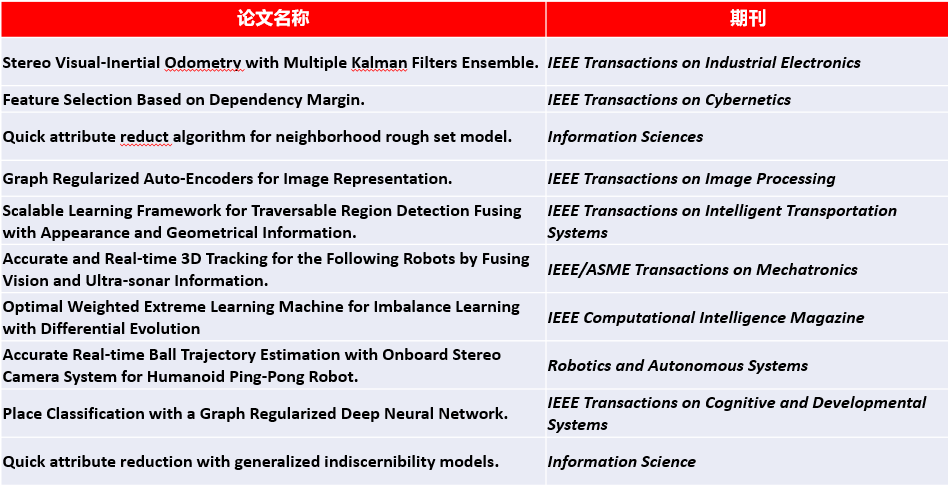 论文名称
期刊
Stereo Visual-Inertial Odometry with Multiple Kalman Filters Ensemble.
IEEE Transactions on Industrial Electronics
Feature Selection Based on Dependency Margin.
IEEE Transactions on Cybernetics
Quick attribute reduct algorithm for neighborhood rough set model.
Information Sciences
Graph Regularized Auto-Encoders for Image Representation.
IEEE Transactions on Image Processing
Scalable Learning Framework for Traversable Region Detection Fusing
with Appearance and Geometrical Information.
IEEE Transactions on Intelligent Transportation
Systems
Accurate and Real-time 3D Tracking for the Following Robots by Fusing
Vision and Ultra-sonar Information.
IEEE/ASME Transactions on Mechatronics
Optimal Weighted Extreme Learning Machine for Imbalance Learning
with Differential Evolution
IEEE Computational Intelligence Magazine
Accurate Real-time Ball Trajectory Estimation with Onboard Stereo
Camera System for Humanoid Ping-Pong Robot.
Robotics and Autonomous Systems
Place Classification with a Graph Regularized Deep Neural Network.
IEEE Transactions on Cognitive and Developmental
Systems
Quick attribute reduction with generalized indiscernibility models.
Information Science